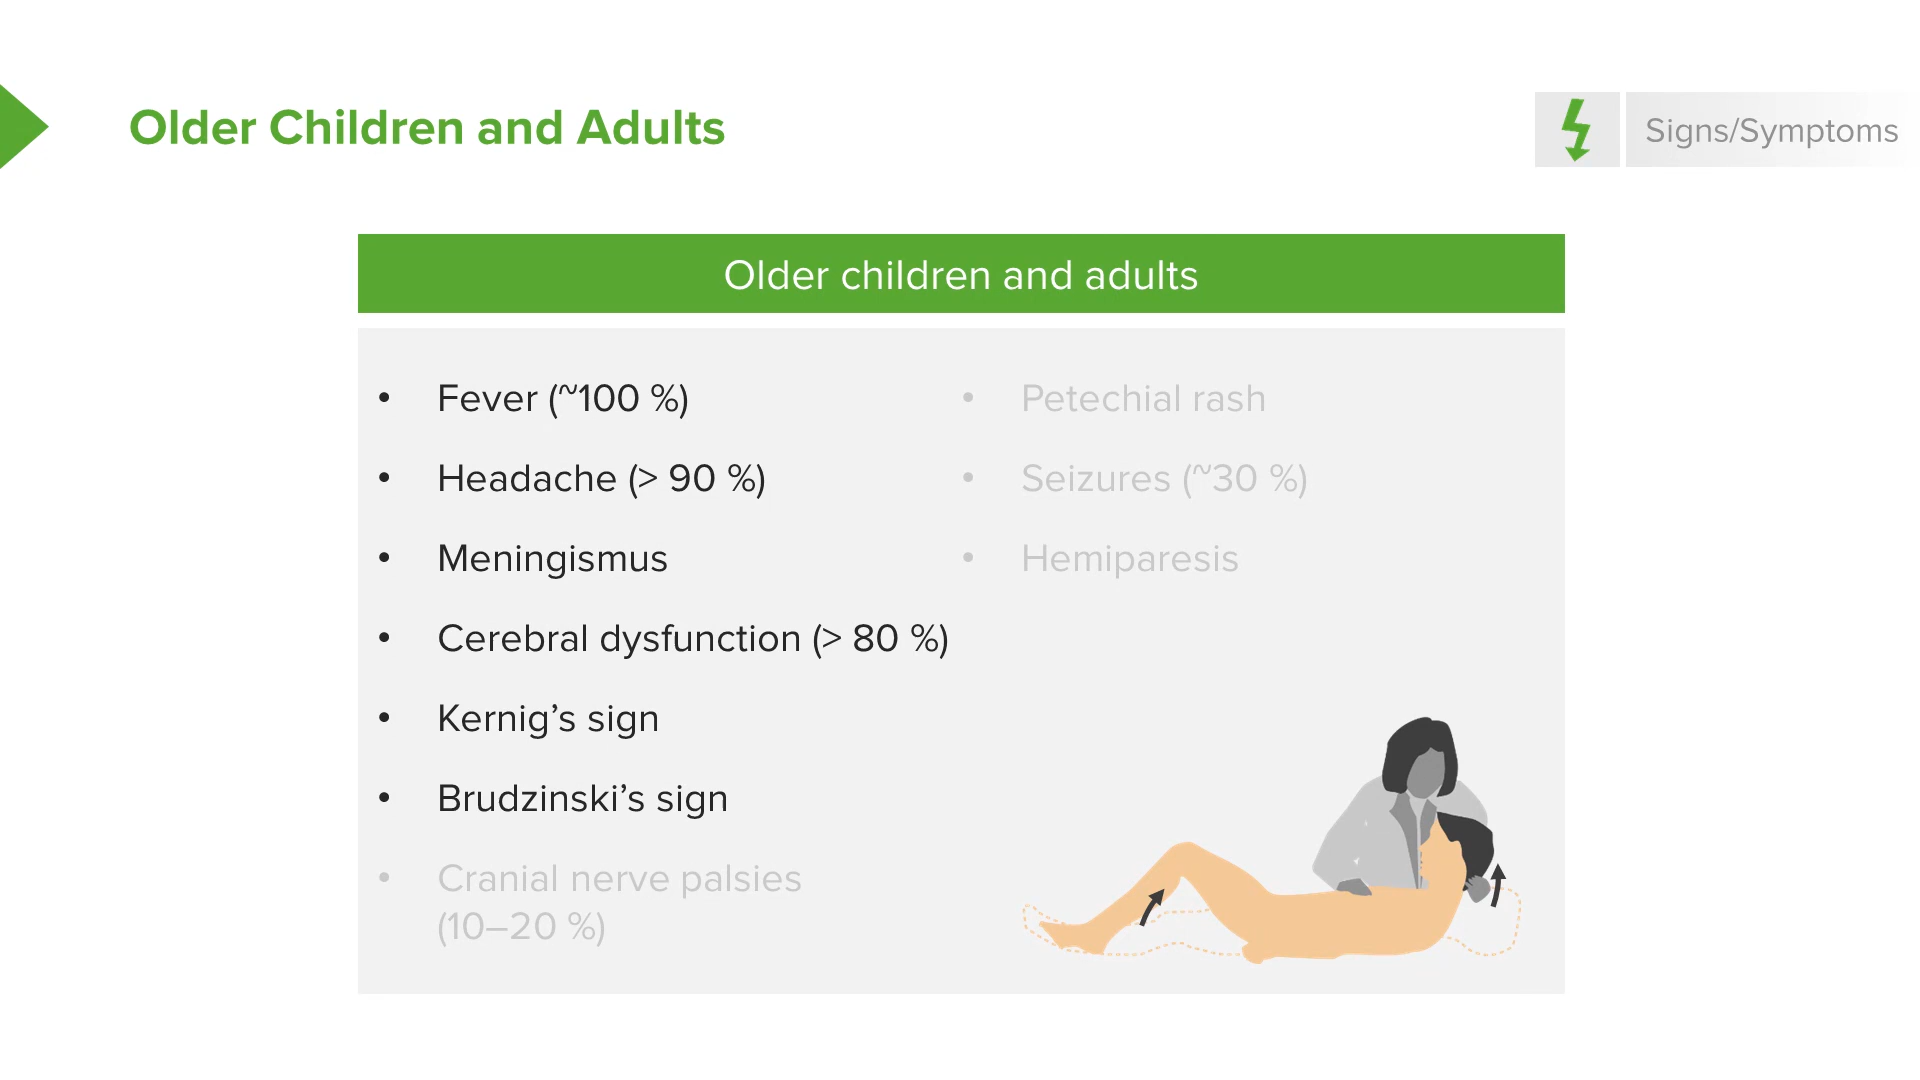 Older Children and Adults
Signs/Symptoms
Older children and adults
• Fever (~100 %)
• Headache (> 90 %)
• Meningismus
• Cerebral dysfunction (> 80 %)
• Kernig’s sign
• Brudzinski’s sign
• Cranial nerve palsies
(10–20 %)
• Petechial rash
• Seizures (~30 %)
• Hemiparesis